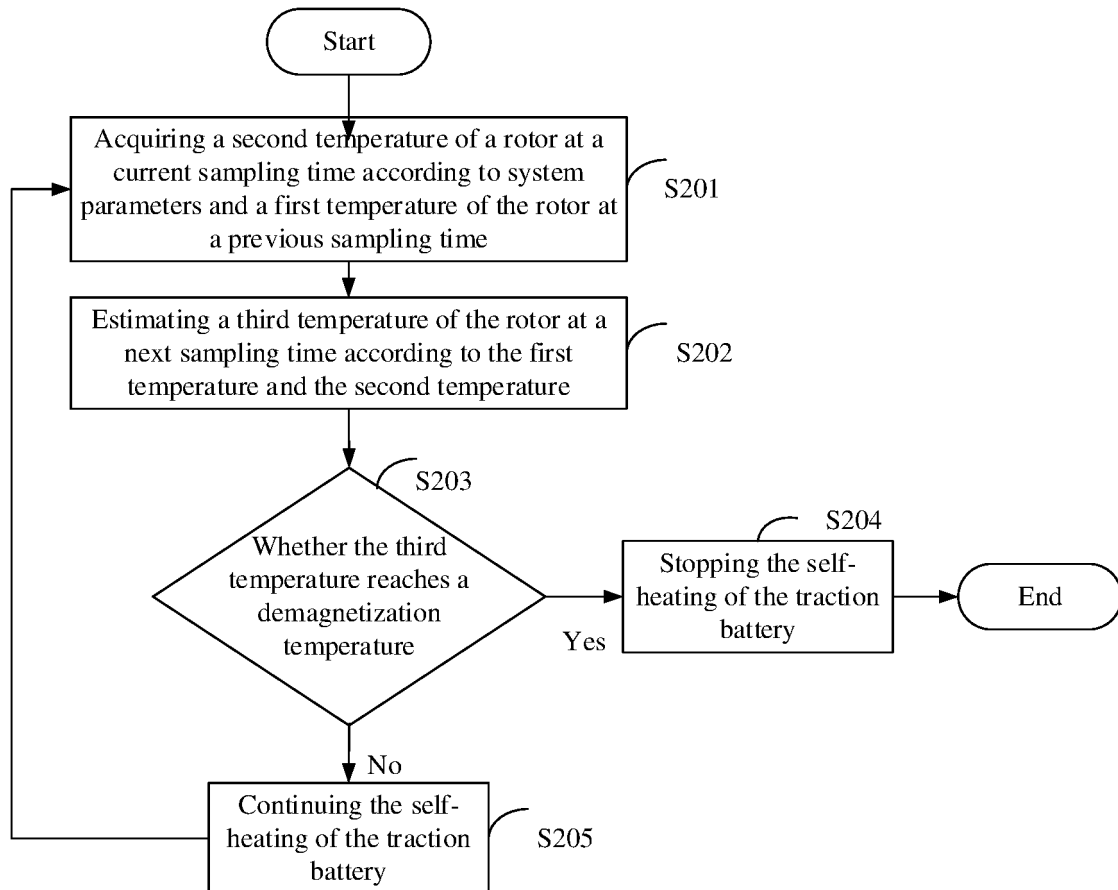 Start
Acquiring a second temperature of a rotor at a
current sampling time according to system
parameters and a first temperature of the rotor at
a previous sampling time
S201
Estimating a third temperature of the rotor at a
next sampling time according to the first
temperature and the second temperature
S202
S203
Whether the third
temperature reaches a
demagnetization
temperature
Yes
S204
Stopping the self-
heating of the traction
battery
End
No
Continuing the self-
heating of the traction
battery
S205